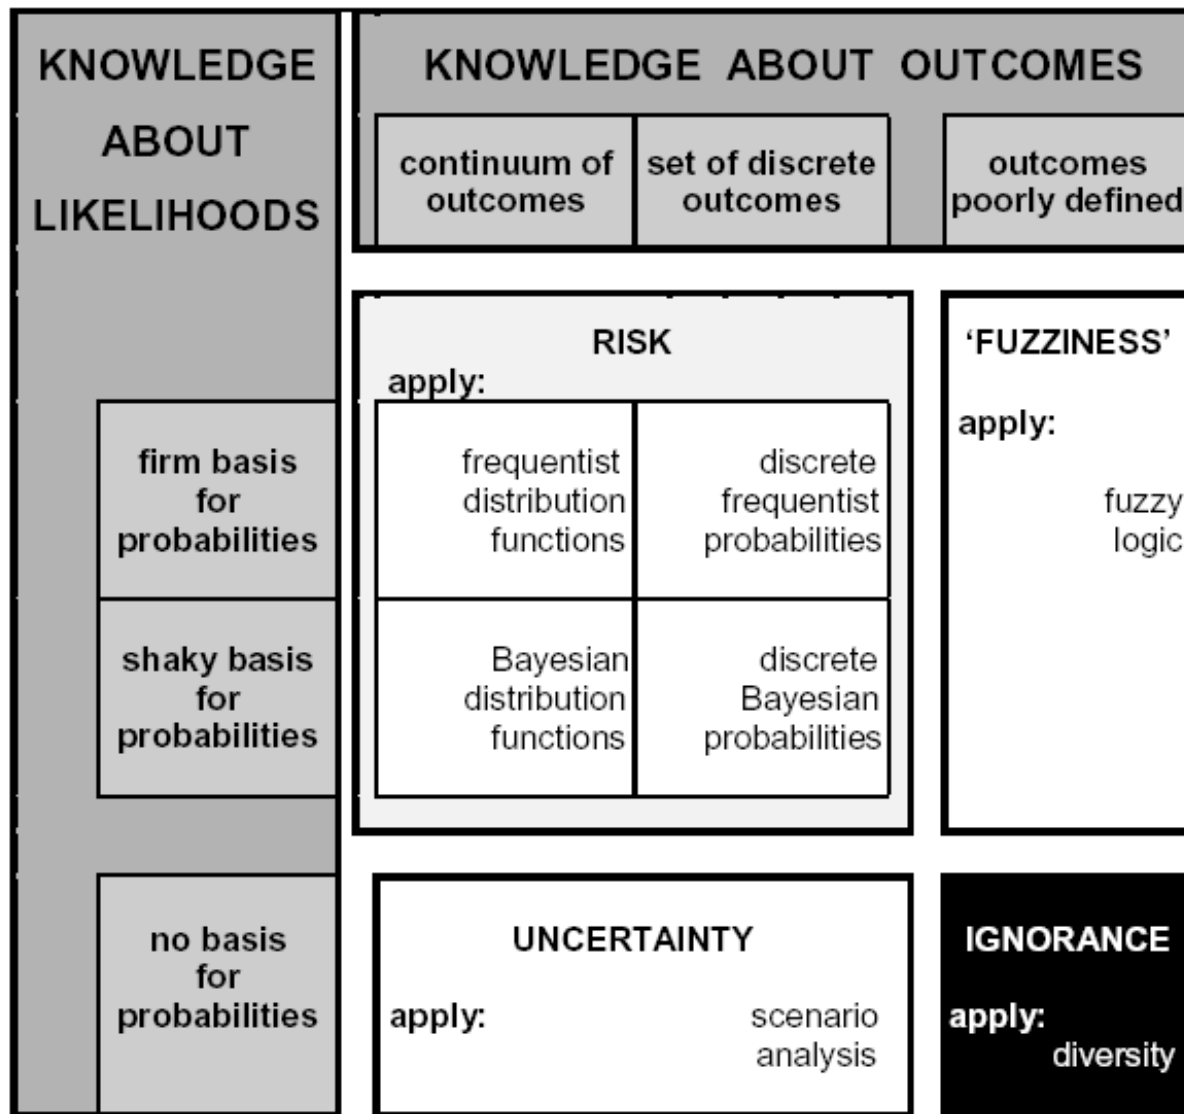 KNOWLEDGE
ABOUT
LIKELIHOODS
KNOWLEDGE ABOUT OUTCOMES
continuum of
outcomes
set of discrete
outcomes
outcomes
poorly defined
RISK
apply:
‘FUZZINESS’
apply:
fuzzy
logic
firm basis
for
probabilities
frequentist
distribution
functions
discrete
frequentist
probabilities
shaky basis
for
probabilities
Bayesian
distribution
functions
discrete
Bayesian
probabilities
no basis
for
probabilities
UNCERTAINTY
apply:
scenario
analysis
IGNORANCE
apply:
diversity